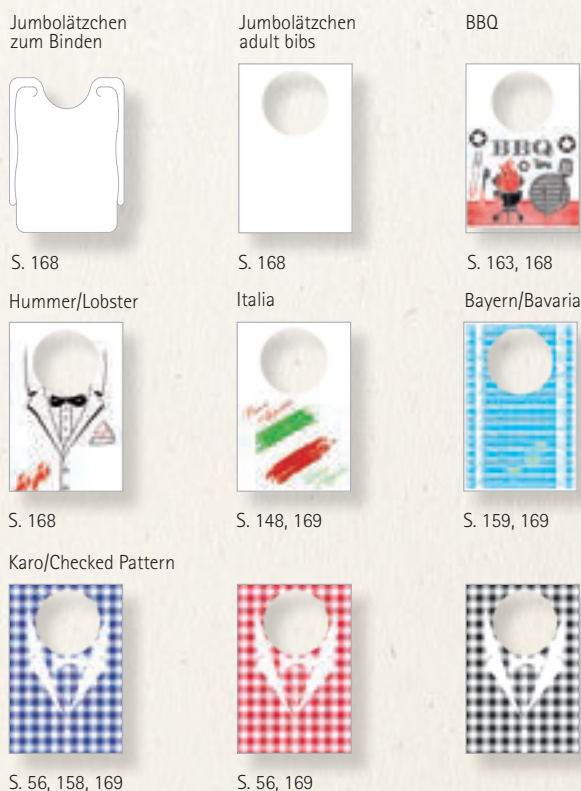 Jumbolätzchen
zum Binden
Jumbolätzchen
adult bibs
BBQ
BBQ
S. 168
S. 168
S. 163, 168
Hummer/Lobster
Italia
Bayern/Bavaria
S. 168
S. 148, 169
S. 159, 169
Karo/Checked Pattern
S. 56, 158, 169
S. 56, 169